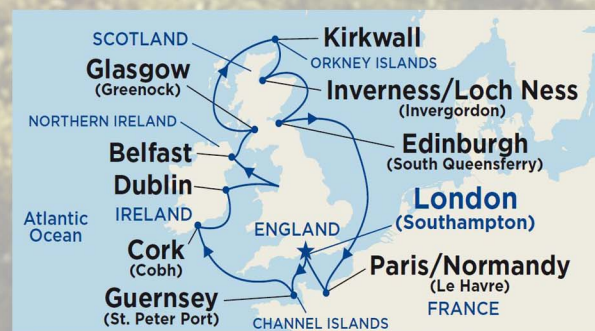 SCOTLAND
Kirkwall
ORKNEY ISLANDS
Glasgow
(Greenock)
Inverness/Loch Ness
(Invergordon)
NORTHERN IRELAND
Edinburgh
(South Queensferry)
Belfast
Dublin
London
(Southampton)
Atlantic
Ocean
IRELAND
ENGLAND
Cork
(Cobh)
Paris/Normandy
(Le Havre)
Guernsey
(St. Peter Port)
FRANCE
CHANNEL ISLANDS